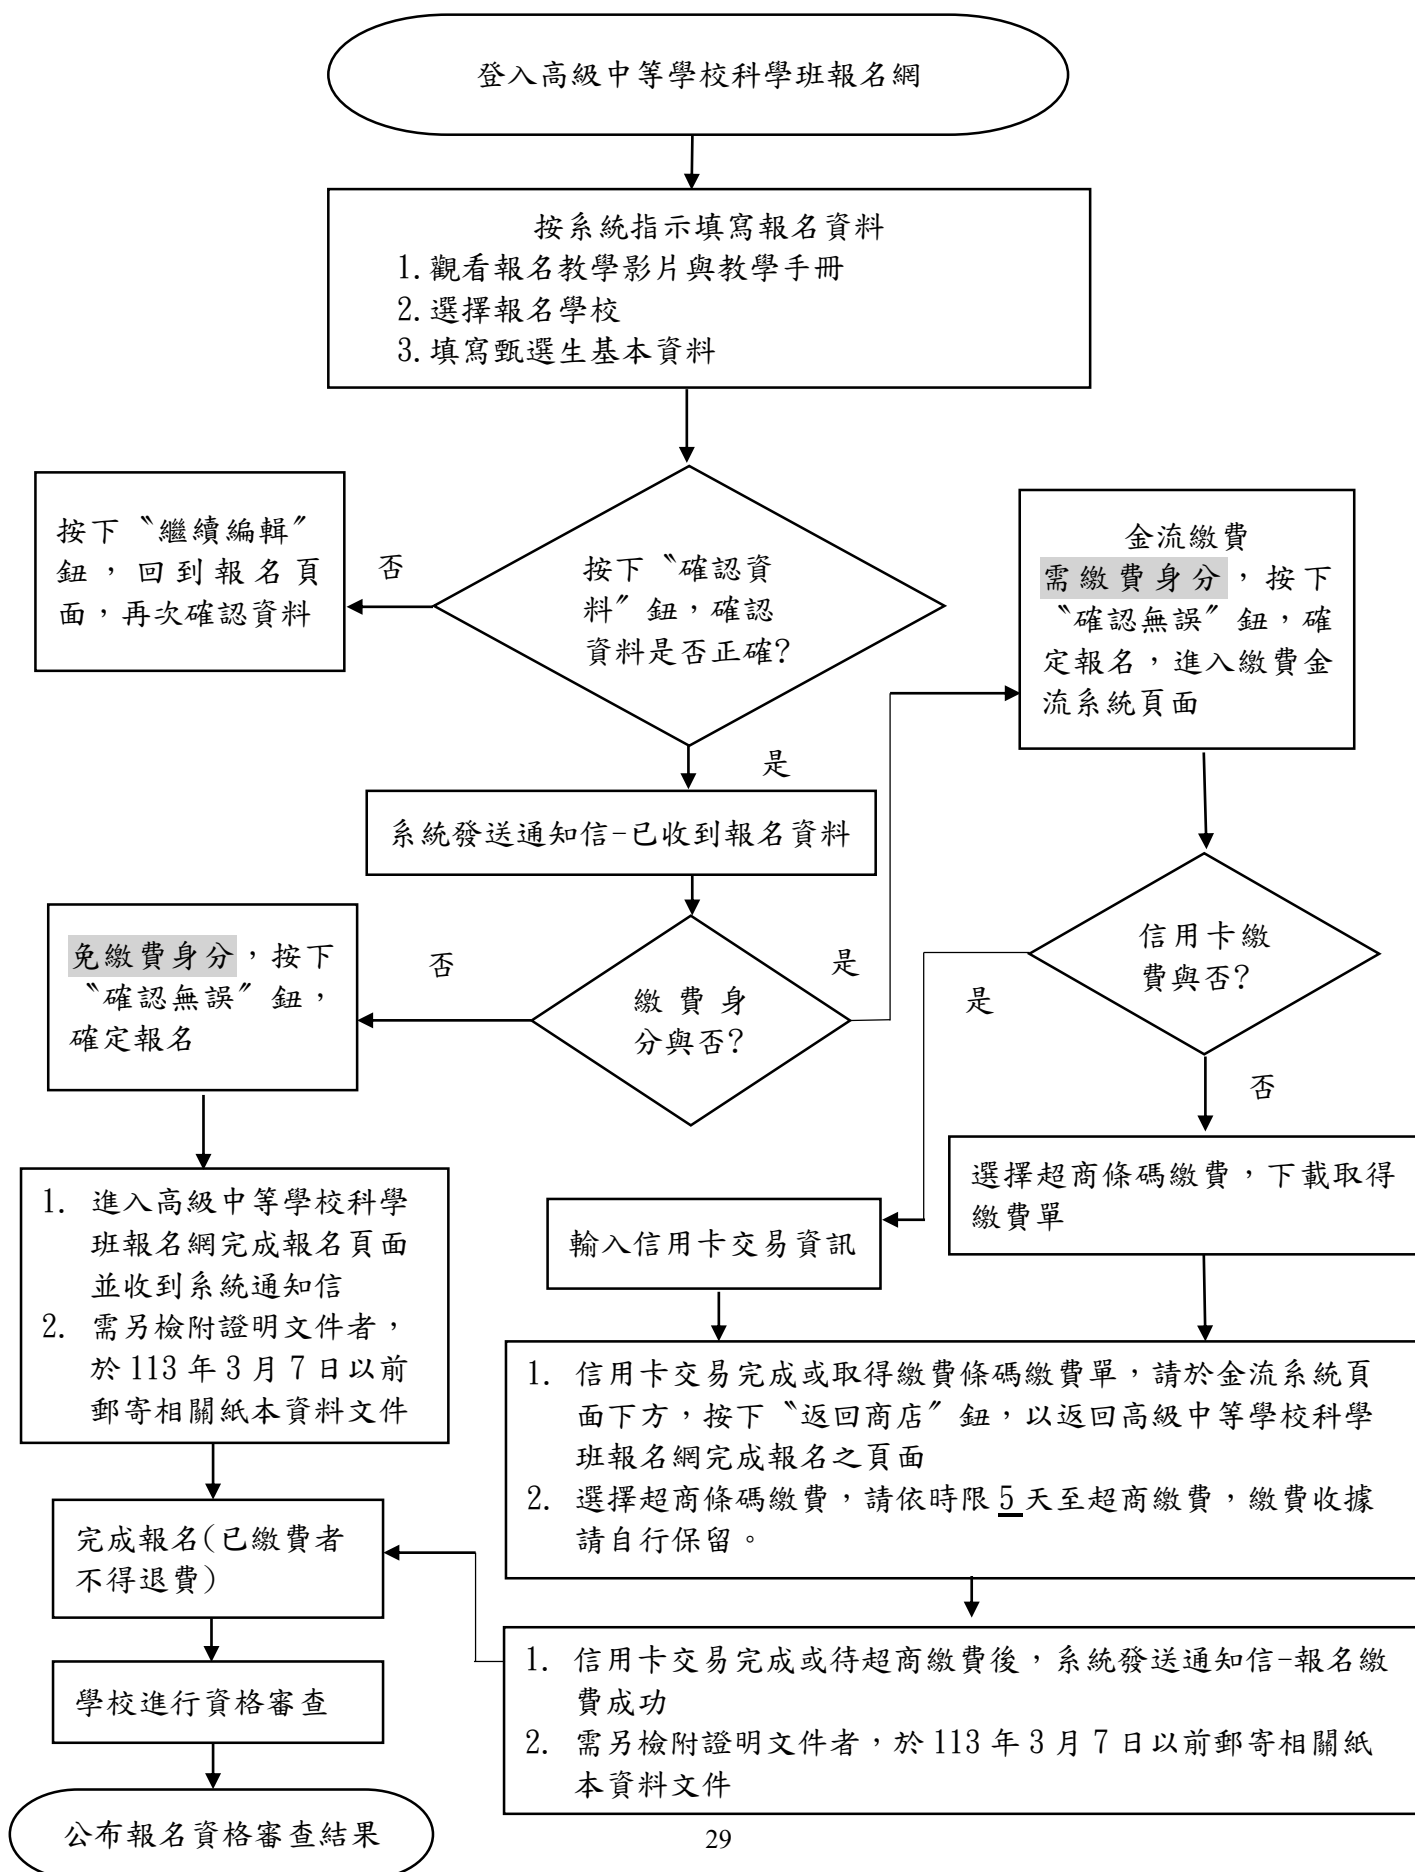 登入高級中等學校科學班報名網
按系統指示填寫報名資料
1.觀看報名教學影片與教學手冊
2.選擇報名學校
3.填寫甄選生基本資料
按下〝確認資
料〞鈕，確認
資料是否正確?
否
按下〝繼續編輯〞
鈕，回到報名頁
面，再次確認資料
是
系統發送通知信-已收到報名資料
繳費身
分與否?
否
免繳費身分，按下
〝確認無誤〞鈕，
確定報名
1. 進入高級中等學校科學
班報名網完成報名頁面
並收到系統通知信
2. 需另檢附證明文件者，
於 113 年 3 月 7 日以前
郵寄相關紙本資料文件
是
金流繳費
需繳費身分，按下
〝確認無誤〞鈕，確
定報名，進入繳費金
流系統頁面
信用卡繳
費與否?
是
輸入信用卡交易資訊
否
選擇超商條碼繳費，下載取得
繳費單
1. 信用卡交易完成或取得繳費條碼繳費單，請於金流系統頁
面下方，按下〝返回商店〞鈕，以返回高級中等學校科學
班報名網完成報名之頁面
2. 選擇超商條碼繳費，請依時限 5 天至超商繳費，繳費收據
請自行保留。
1. 信用卡交易完成或待超商繳費後，系統發送通知信-報名繳
費成功
2. 需另檢附證明文件者，於 113 年 3 月 7 日以前郵寄相關紙
本資料文件
完成報名(已繳費者
不得退費)
學校進行資格審查
公布報名資格審查結果
29